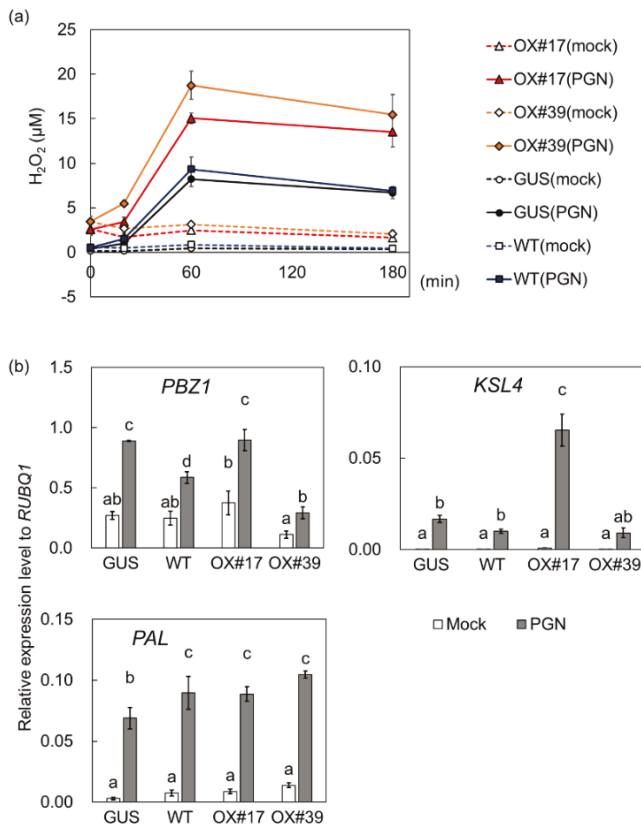 (a)
25
20
15
10
5
0
-5
H₂O₂ (μM)
0
60
120
180
(min)
OX#17(mock)
OX#17(PGN)
OX#39(mock)
OX#39(PGN)
GUS(mock)
GUS(PGN)
WT(mock)
WT(PGN)
(b)
Relative expression level to RUBQ1
PBZ1
1.5
1.0
0.5
0.0
ab c ab d b c a b
GUS WT OX#17 OX#39
KSL4
0.10
0.05
0.00
a b a b a c a ab
GUS WT OX#17 OX#39
Mock PGN
PAL
0.15
0.10
0.05
0.00
a b a c a c a c
GUS WT OX#17 OX#39